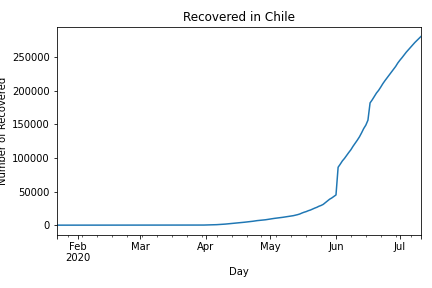 Recovered in Chile
Number of Recovered
250000
200000
150000
100000
50000
0
Feb Mar Apr May Jun Jul
2020
Day